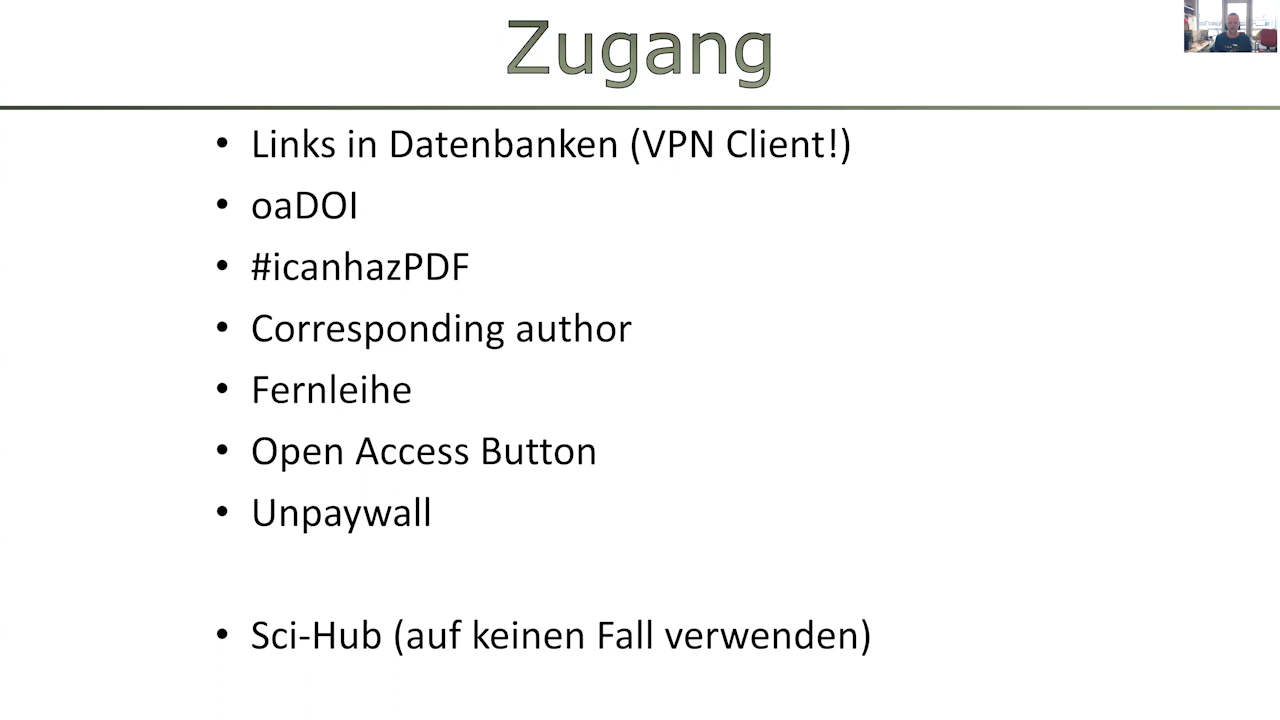 Zugang
• Links in Datenbanken (VPN Client!)
• oaDOI
• #icanhazPDF
• Corresponding author
• Fernleihe
• Open Access Button
• Unpaywall
• Sci-Hub (auf keinen Fall verwenden)